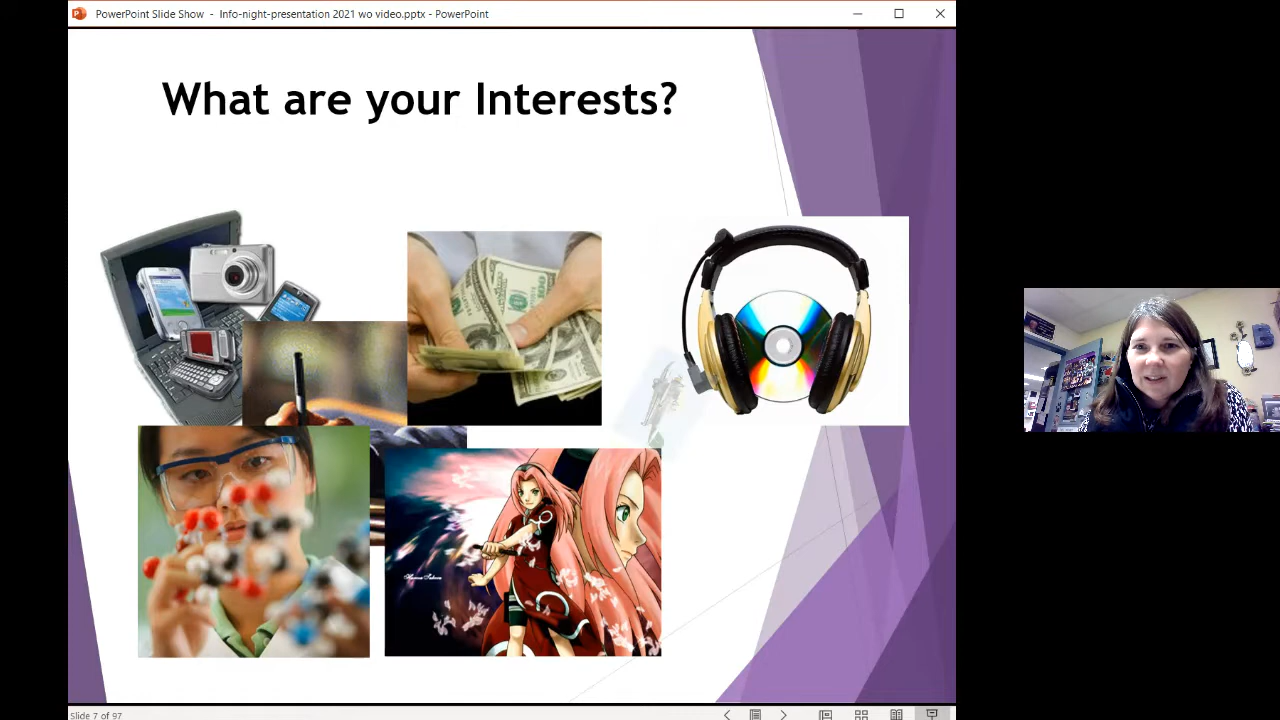 PowerPoint Slide Show - Info-night-presentation 2021 wo video.pptx - PowerPoint
What are your Interests?
Slide 7 of 97